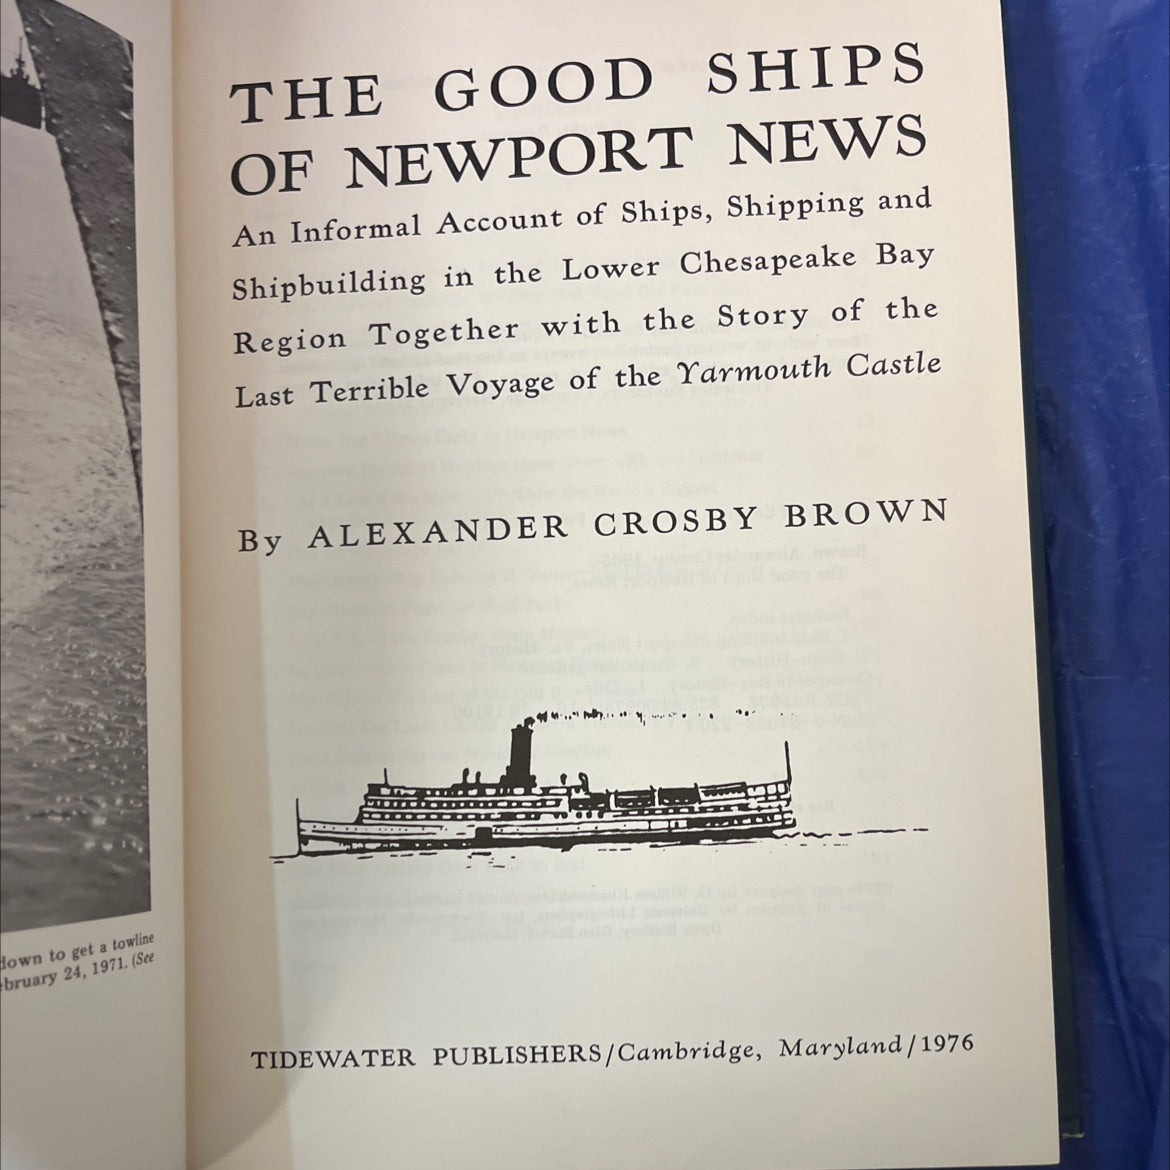 THE GOOD SHIPS
OF NEWPORT NEWS
An Informal Account of Ships, Shipping and
Shipbuilding in the Lower Chesapeake Bay
Region Together with the Story of the
Last Terrible Voyage of the Yarmouth Castle
By ALEXANDER CROSBY BROWN
down to get a towline
bruary 24, 1971. (See
TIDEWATER PUBLISHERS/Cambridge, Maryland/1976